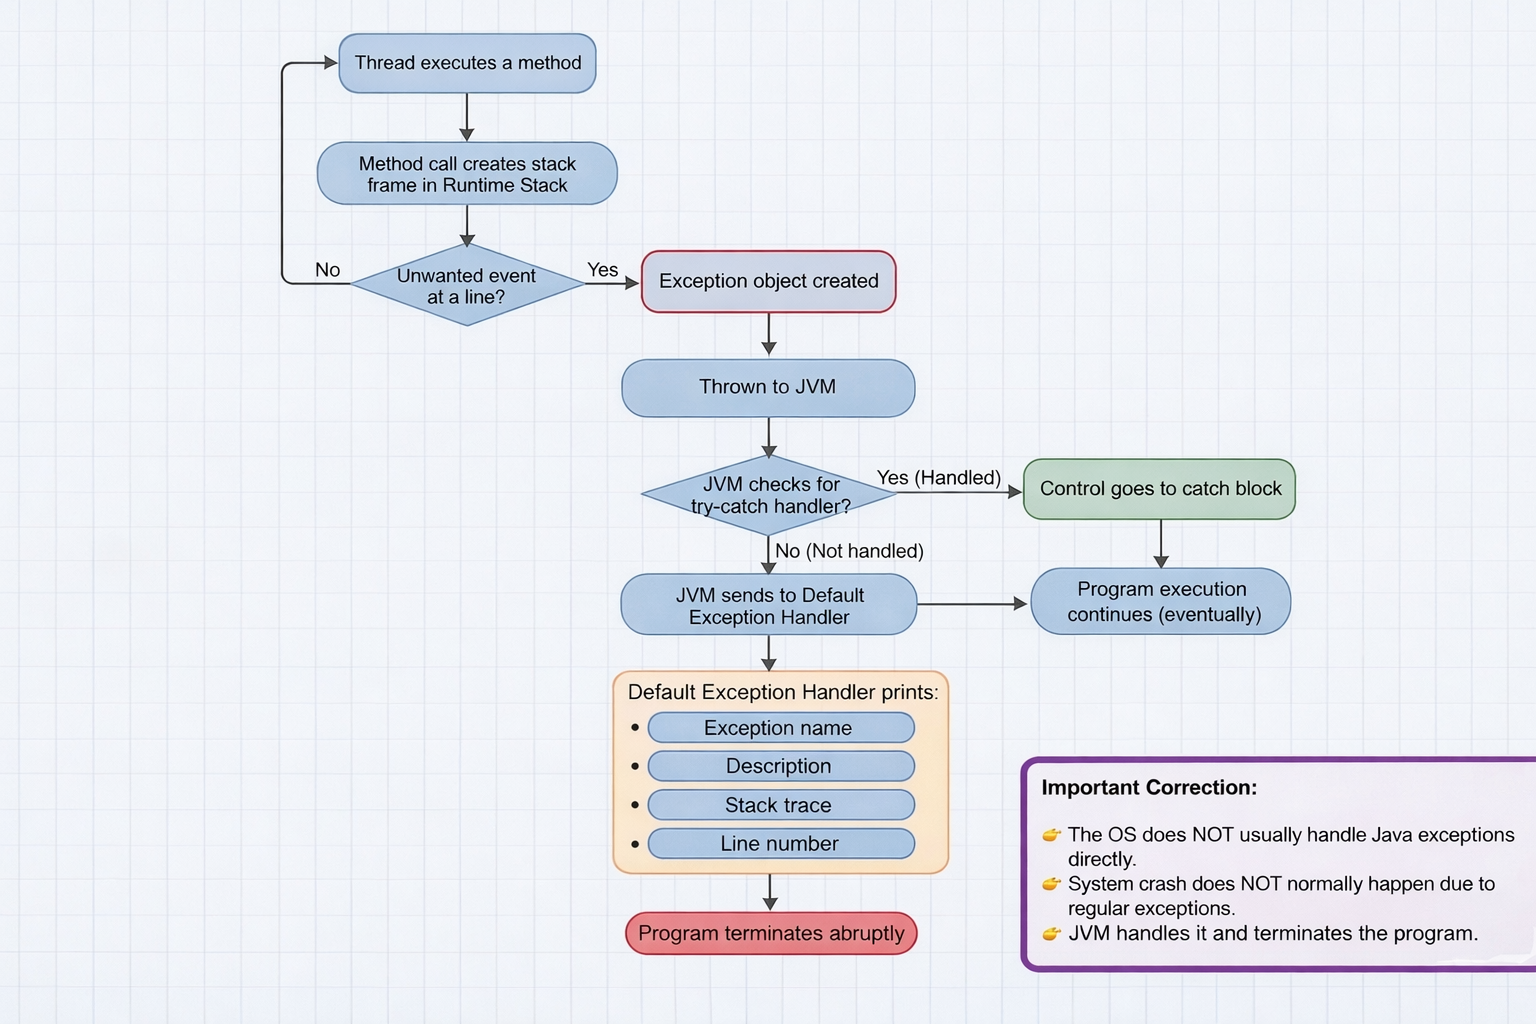 Thread executes a method
Method call creates stack
frame in Runtime Stack
Unwanted event
at a line?
No
Yes
Exception object created
Thrown to JVM
JVM checks for
try-catch handler?
Yes (Handled)
Control goes to catch block
No (Not handled)
JVM sends to Default
Exception Handler
Program execution
continues (eventually)
Default Exception Handler prints:
• Exception name
• Description
• Stack trace
• Line number
Program terminates abruptly
Important Correction:
👉 The OS does NOT usually handle Java exceptions
directly.
👉 System crash does NOT normally happen due to
regular exceptions.
👉 JVM handles it and terminates the program.